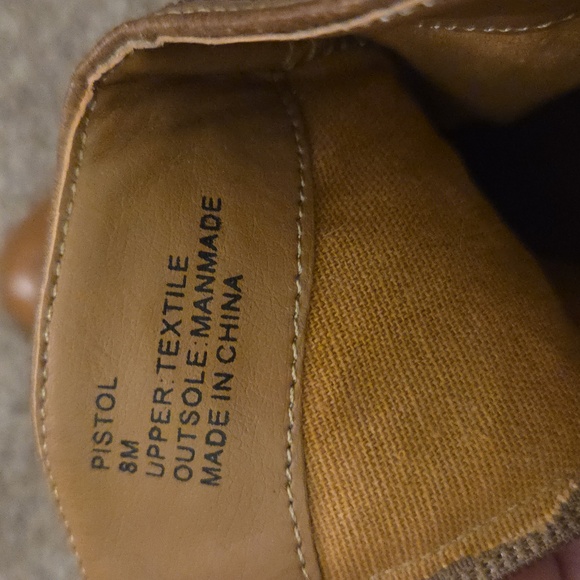 PISTOL
8M
UPPER:TEXTILE
OUTSOLE:MANMADE
MADE IN CHINA